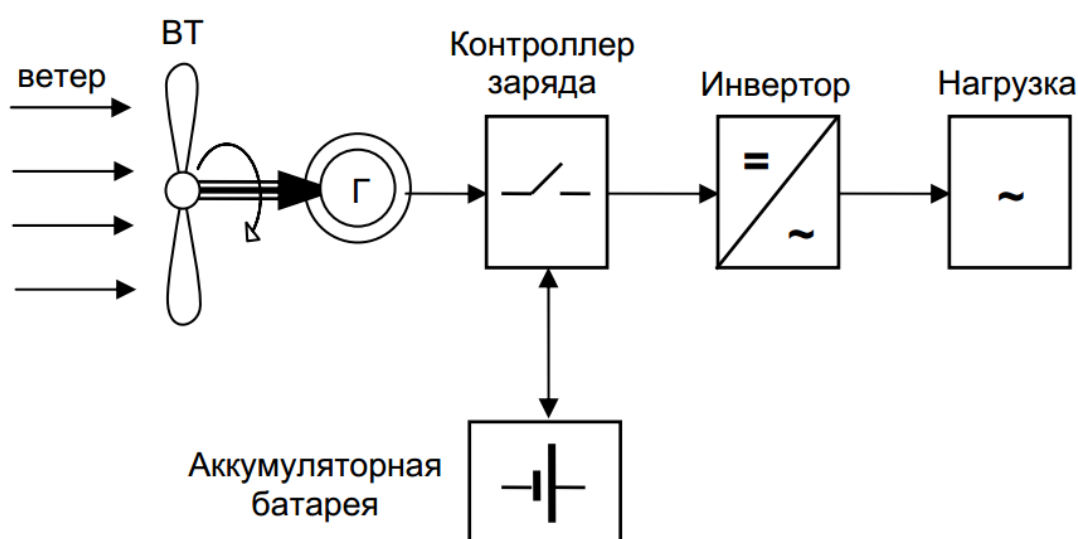 ВТ
ветер
Контроллер
заряда
Инвертор
Нагрузка
Г
=
~
~
Аккумуляторная
батарея